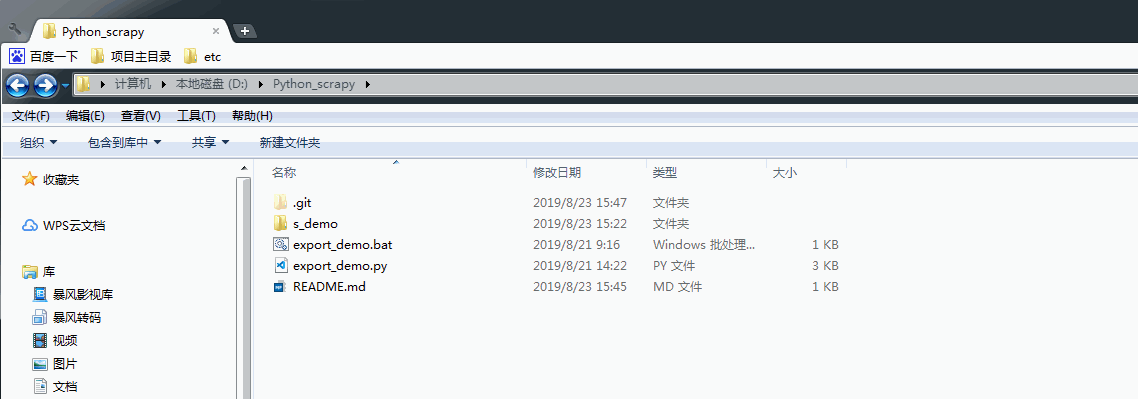 Python_scrapy
百度一下 项目主目录 etc
计算机 本地磁盘 (D:) Python_scrapy
文件(F) 编辑(E) 查看(V) 工具(T) 帮助(H)
组织 包含到库中 共享 新建文件夹
收藏夹
WPS云文档
库
暴风影视库
暴风转码
视频
图片
文档
名称 修改日期 类型 大小
.git 2019/8/23 15:47 文件夹
s_demo 2019/8/23 15:22 文件夹
export_demo.bat 2019/8/21 9:16 Windows 批处理... 1 KB
export_demo.py 2019/8/21 14:22 PY 文件 3 KB
README.md 2019/8/23 15:45 MD 文件 1 KB